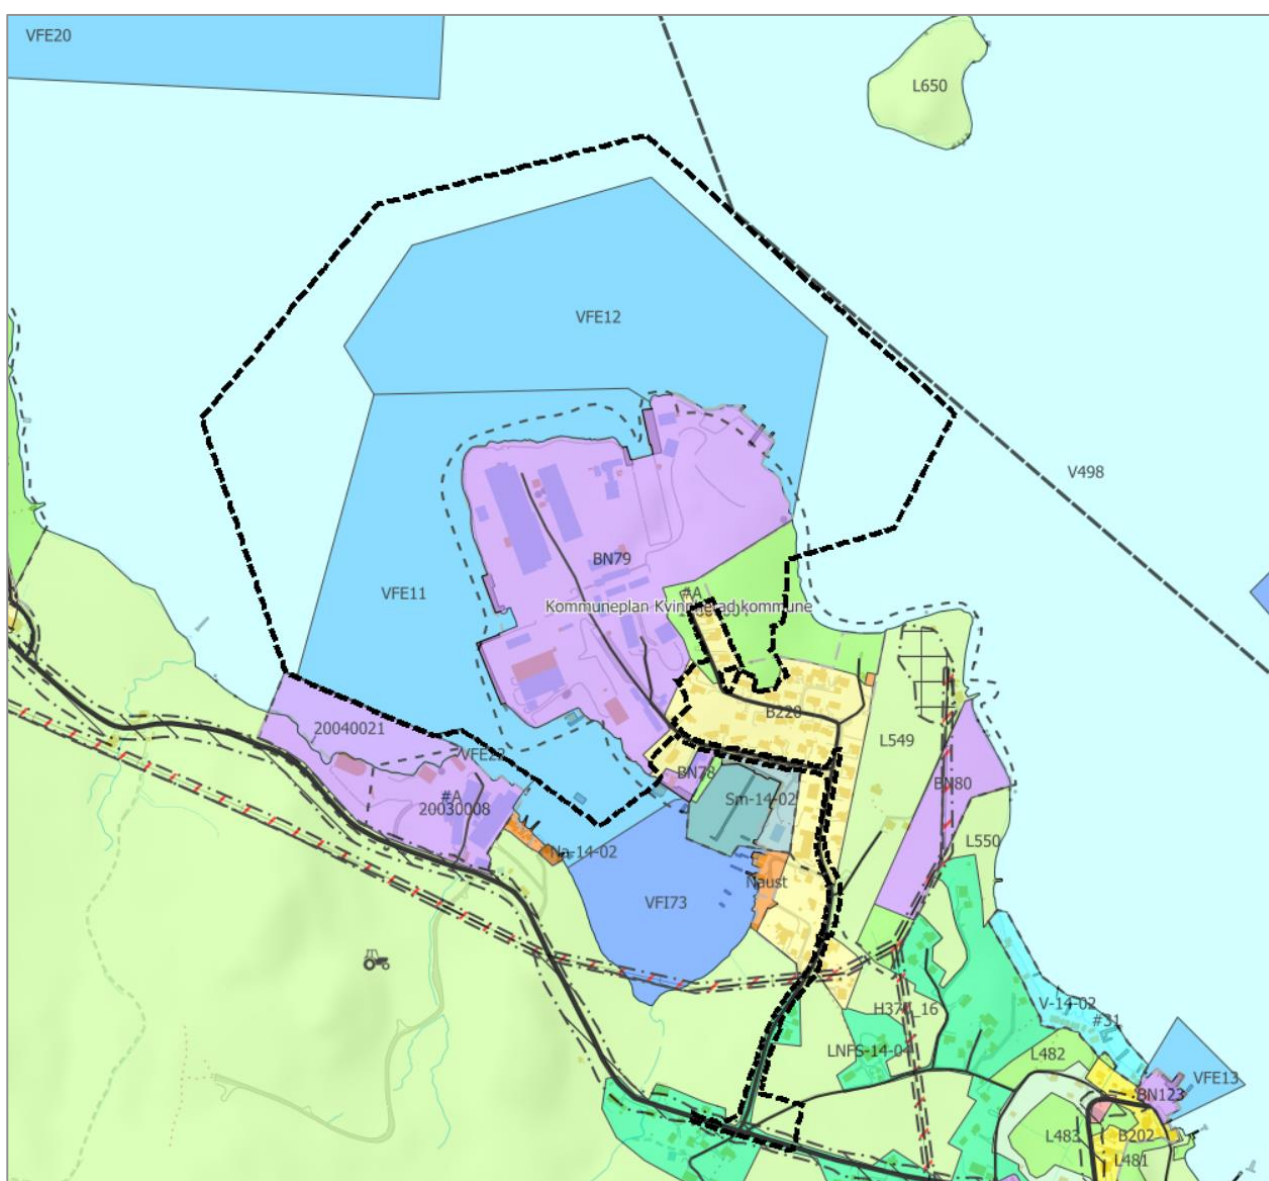 VFE20
L650
VFE12
V498
BN79
VFE11
#A
Kommuneplan Kvinnherad kommune
B220
20040021
L549
VFE22
BN78
BN80
Sm-14-02
#A
20030008
L550
Na-14-02
Naust
VFI73
H370_16
V-14-02
#31
LNFS-14-04
L482
VFE13
BN123
L483
B202
L481